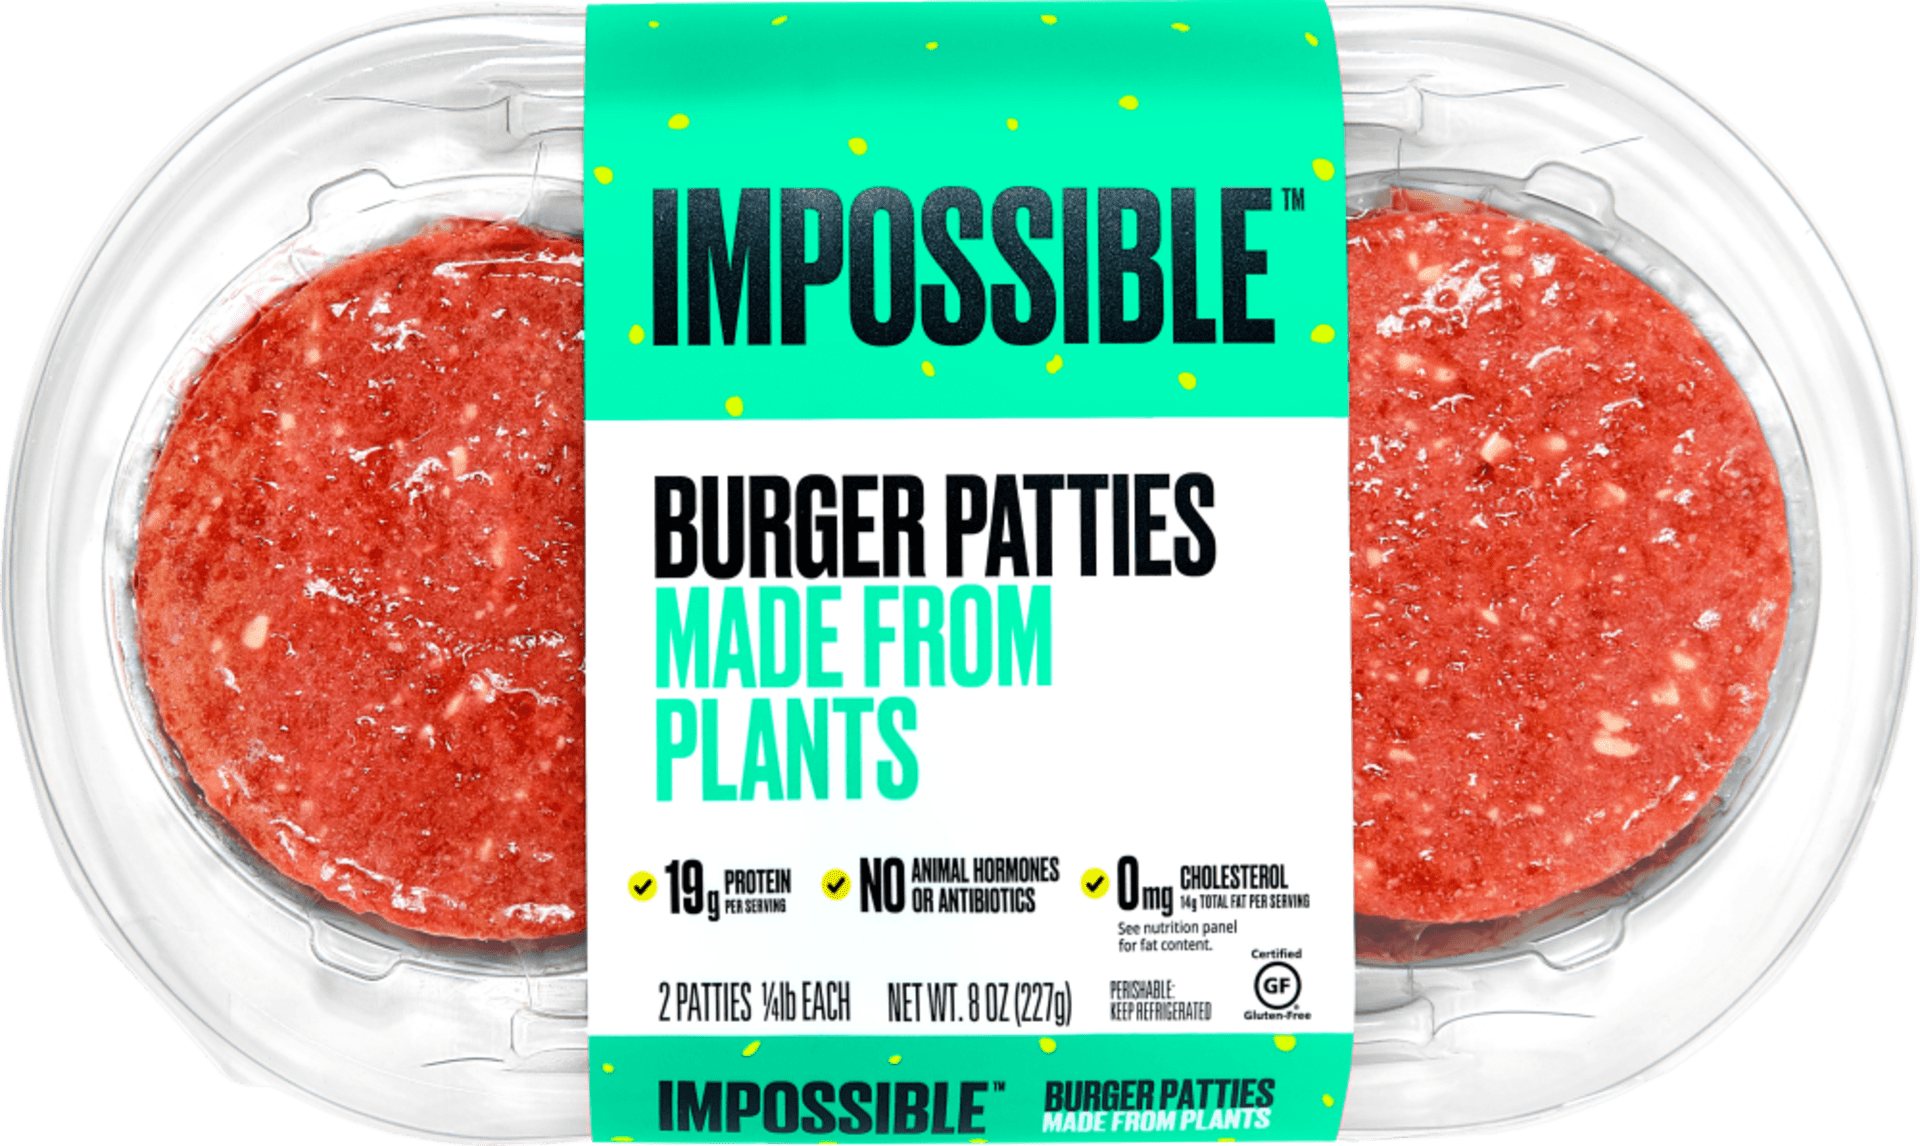 IMPOSSIBLE™
BURGER PATTIES
MADE FROM
PLANTS
19g PROTEIN
PER SERVING
NO ANIMAL HORMONES
OR ANTIBIOTICS
0mg CHOLESTEROL
14g TOTAL FAT PER SERVING
See nutrition panel
for fat content.
2 PATTIES ¼lb EACH
NET WT. 8 OZ (227g)
PERISHABLE:
KEEP REFRIGERATED
Certified
GF®
Gluten-Free
IMPOSSIBLE™
BURGER PATTIES
MADE FROM PLANTS